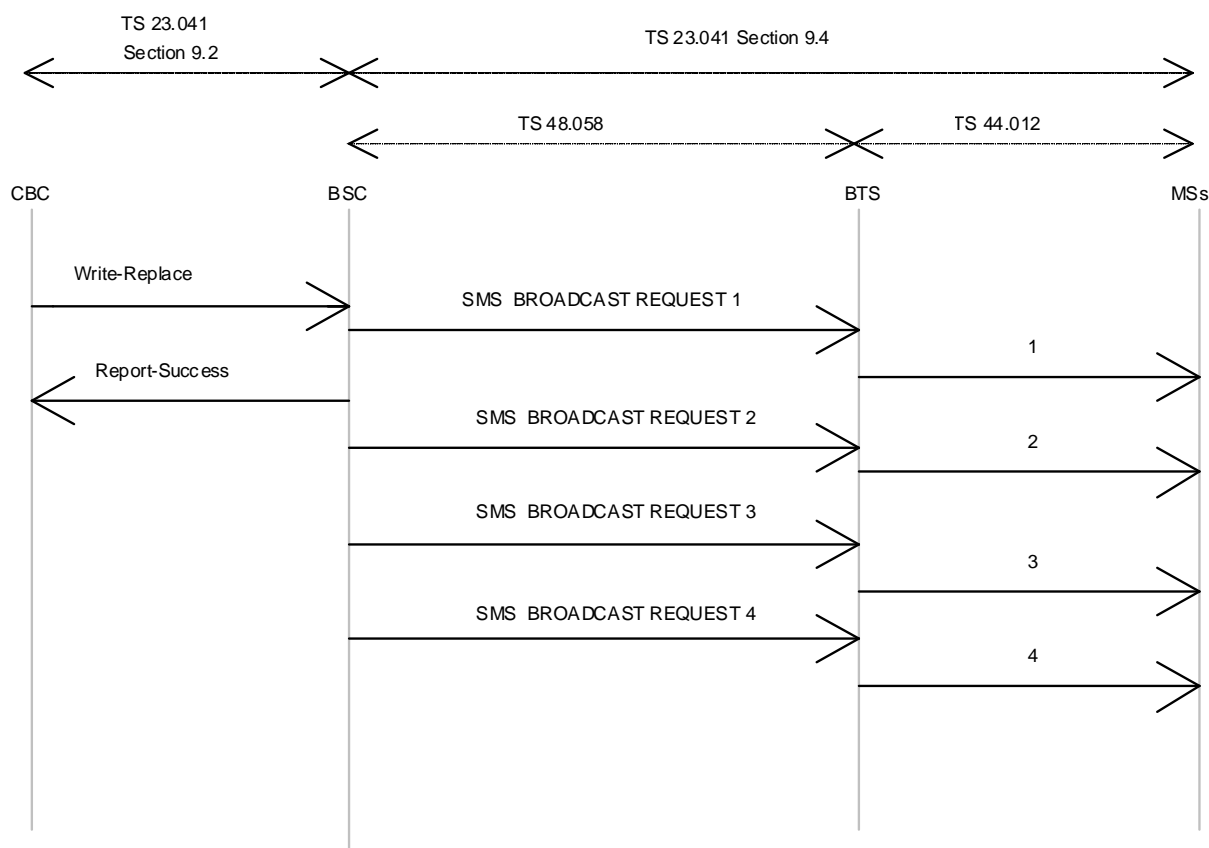 TS 23.041
Section 9.2
TS 23.041 Section 9.4
TS 48.058
TS 44.012
CBC
BSC
BTS
MSs
Write-Replace
SMS BROADCAST REQUEST 1
1
Report-Success
SMS BROADCAST REQUEST 2
2
SMS BROADCAST REQUEST 3
3
SMS BROADCAST REQUEST 4
4